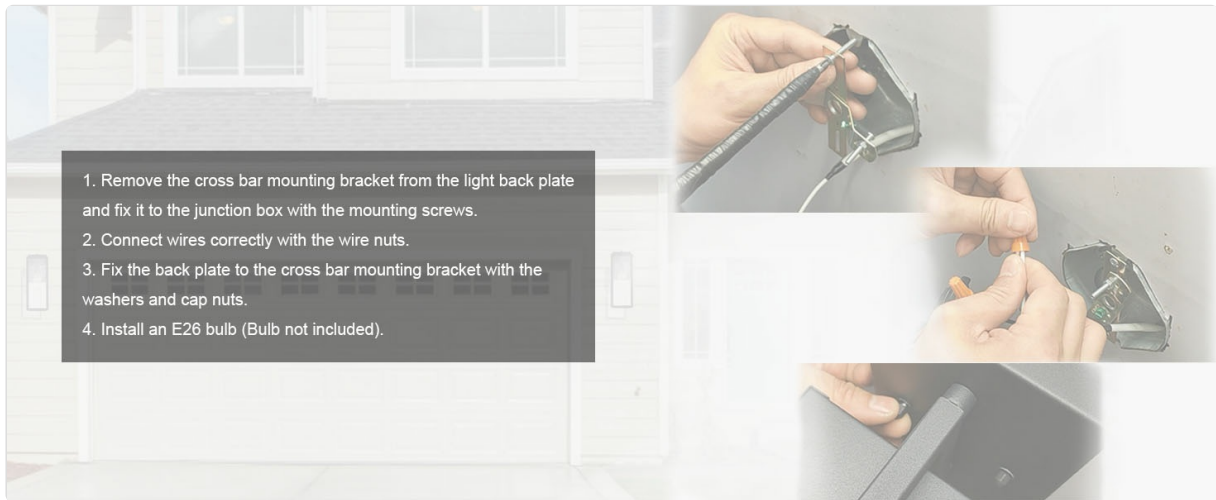 1. Remove the cross bar mounting bracket from the light back plate
and fix it to the junction box with the mounting screws.
2. Connect wires correctly with the wire nuts.
3. Fix the back plate to the cross bar mounting bracket with the
washers and cap nuts.
4. Install an E26 bulb (Bulb not included).